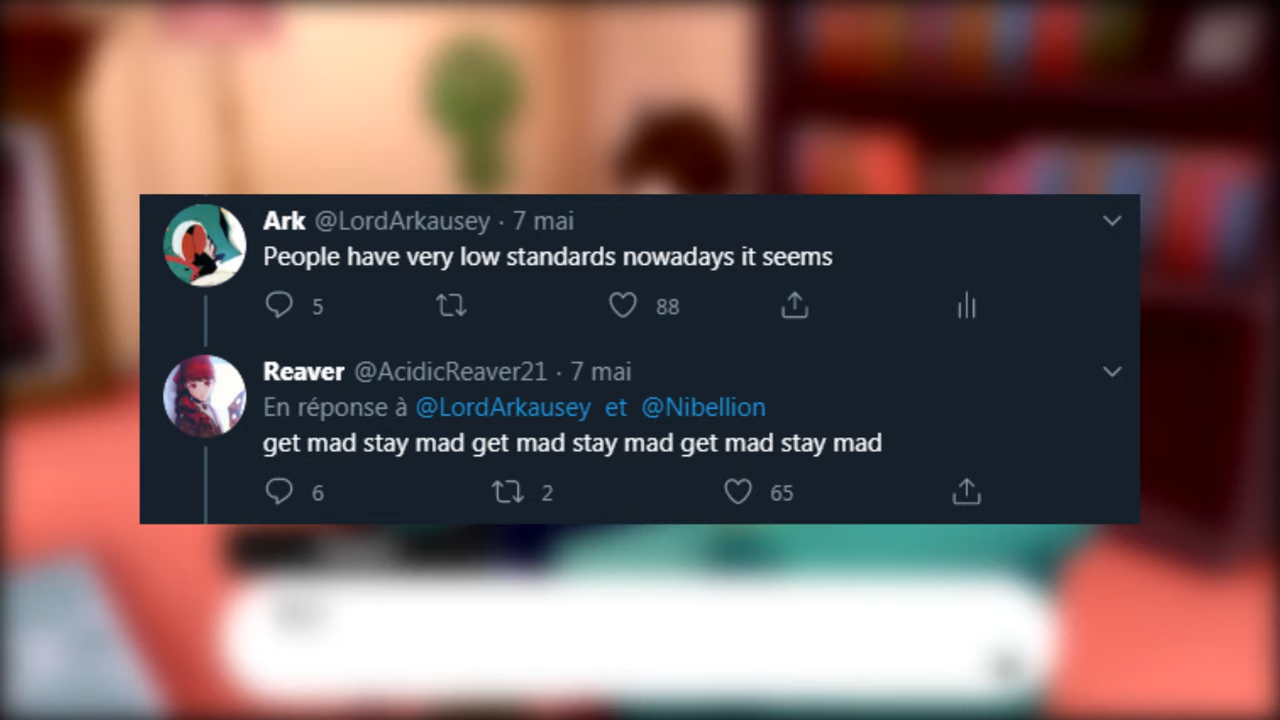 Ark @LordArkausey · 7 mai
People have very low standards nowadays it seems
5 88
Reaver @AcidicReaver21 · 7 mai
En réponse à @LordArkausey et @Nibellion
get mad stay mad get mad stay mad get mad stay mad
6 2 65